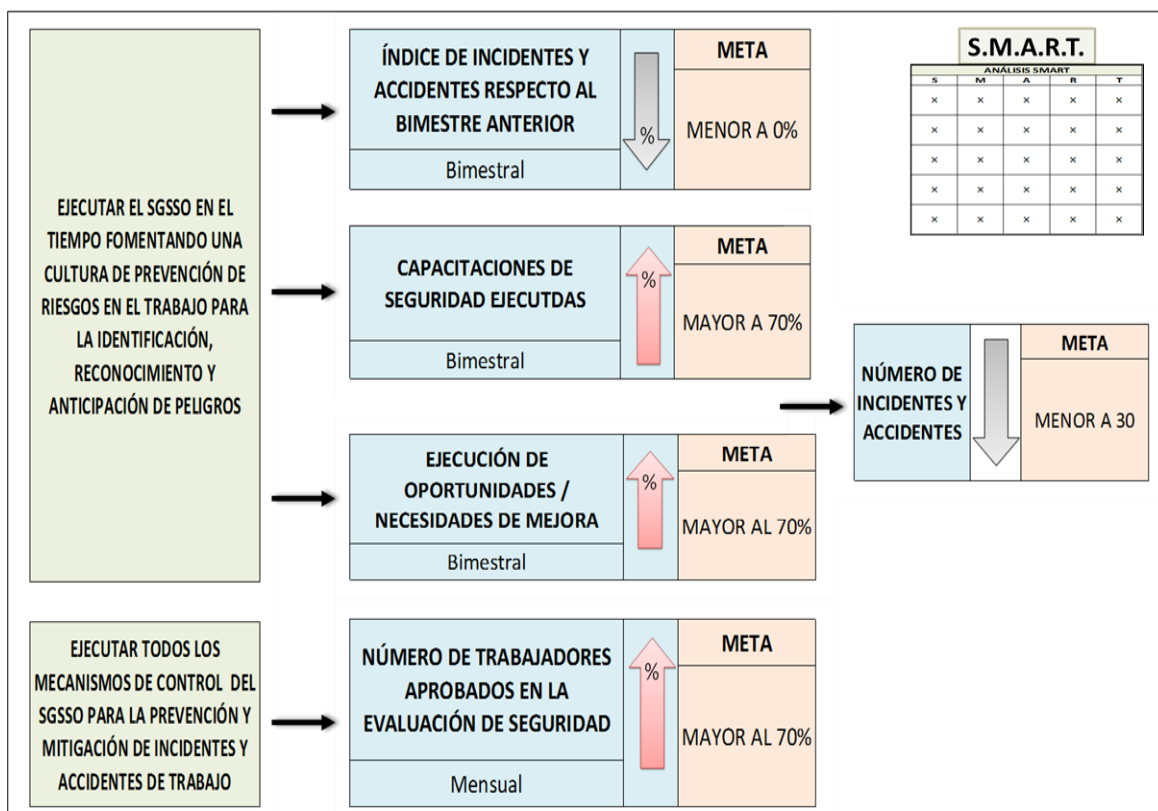 EJECUTAR EL SGSSO EN EL
TIEMPO FOMENTANDO UNA
CULTURA DE PREVENCIÓN DE
RIESGOS EN EL TRABAJO PARA
LA IDENTIFICACIÓN,
RECONOCIMIENTO Y
ANTICIPACIÓN DE PELIGROS
ÍNDICE DE INCIDENTES Y
ACCIDENTES RESPECTO AL
BIMESTRE ANTERIOR
Bimestral
%
META
MENOR A 0%
CAPACITACIONES DE
SEGURIDAD EJECUTDAS
Bimestral
%
META
MAYOR A 70%
EJECUCIÓN DE
OPORTUNIDADES /
NECESIDADES DE MEJORA
Bimestral
%
META
MAYOR AL 70%
EJECUTAR TODOS LOS
MECANISMOS DE CONTROL DEL
SGSSO PARA LA PREVENCIÓN Y
MITIGACIÓN DE INCIDENTES Y
ACCIDENTES DE TRABAJO
NÚMERO DE TRABAJADORES
APROBADOS EN LA
EVALUACIÓN DE SEGURIDAD
Mensual
%
META
MAYOR AL 70%
S.M.A.R.T.
ANÁLISIS SMART
S M A R T
× × × × ×
× × × × ×
× × × × ×
× × × × ×
× × × × ×
NÚMERO DE
INCIDENTES Y
ACCIDENTES
META
MENOR A 30